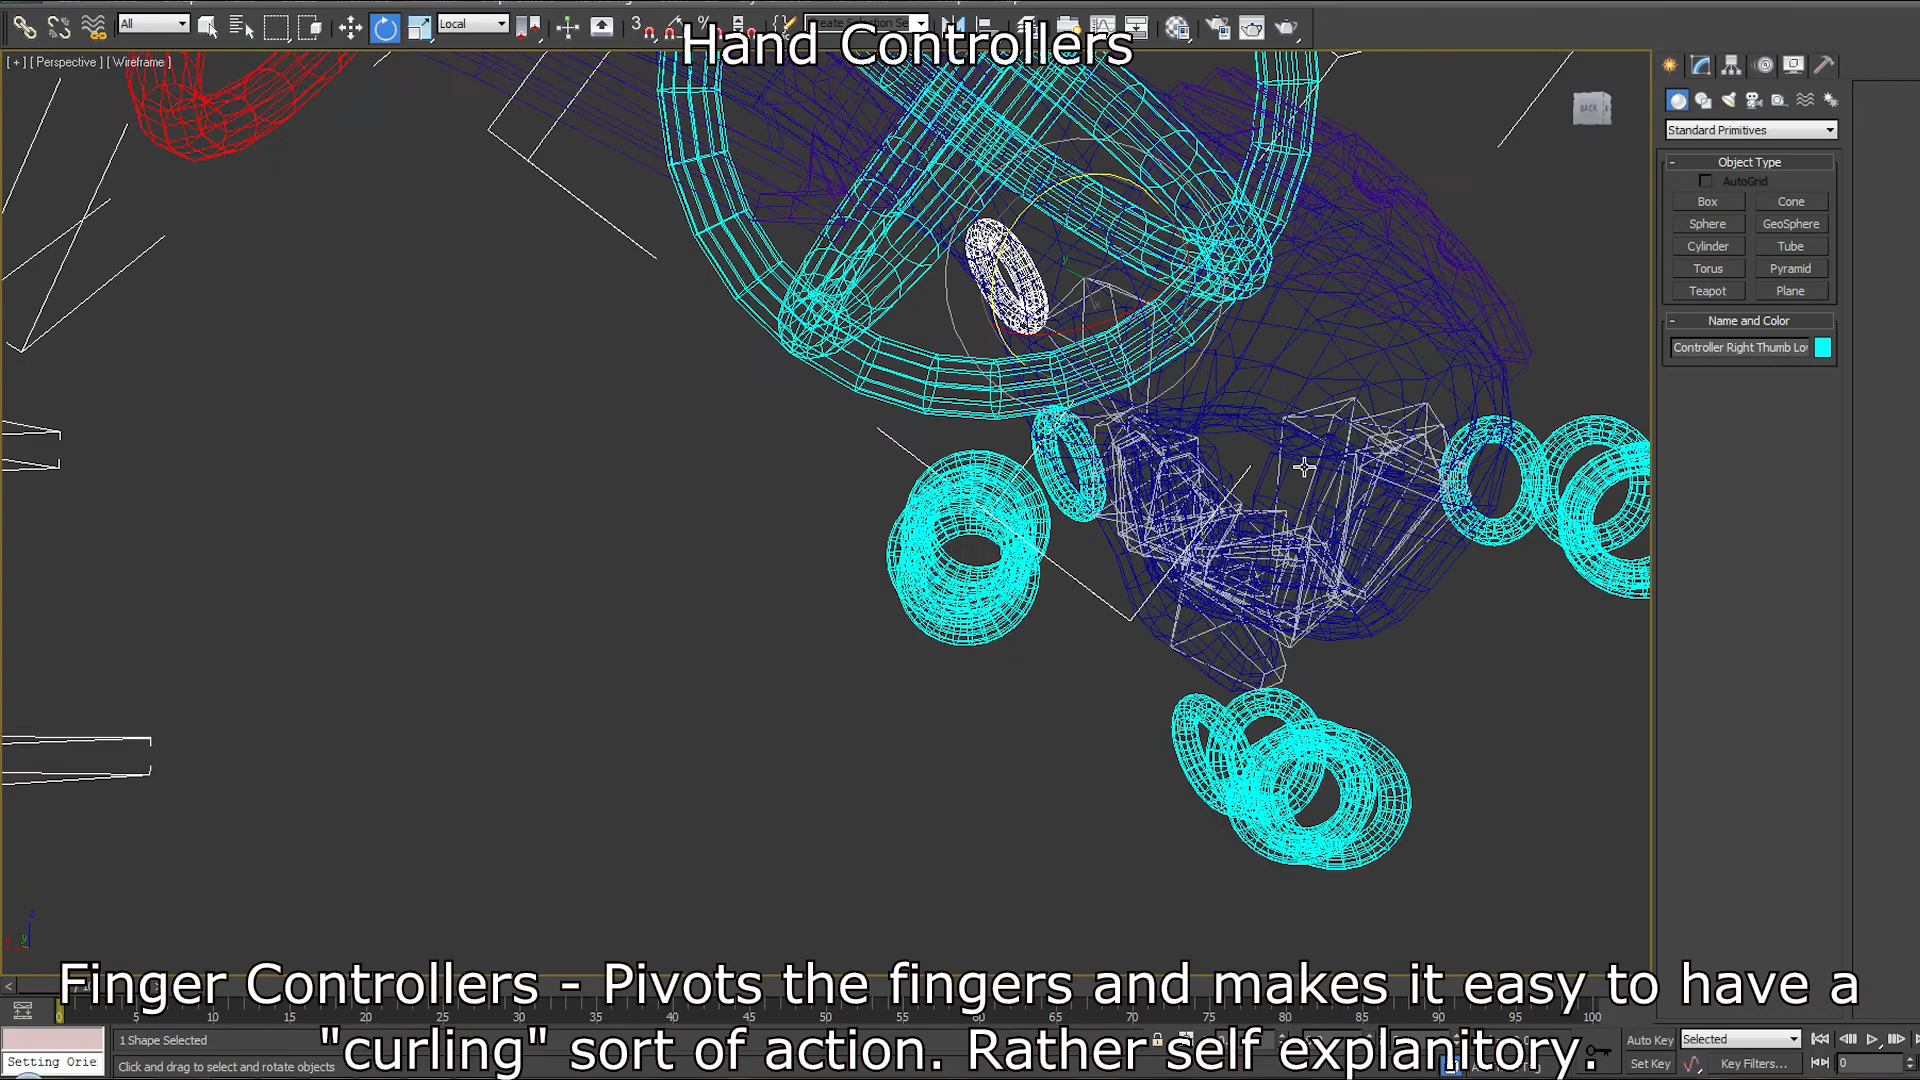 All
Local
Hand Controllers
[ + ] [ Perspective ] [ Wireframe ]
BACK
Standard Primitives
Object Type
AutoGrid
Box
Cone
Sphere
GeoSphere
Cylinder
Tube
Torus
Pyramid
Teapot
Plane
Name and Color
Controller Right Thumb Lo
Finger Controllers - Pivots the fingers and makes it easy to have a
"curling" sort of action. Rather self explanitory.
5 10 15 20 25 30 35 40 45 50 55 60 65 70 75 80 85 90 95 100
1 Shape Selected
Click and drag to select and rotate objects
Setting Orie
Auto Key
Selected
Set Key
Key Filters...
0